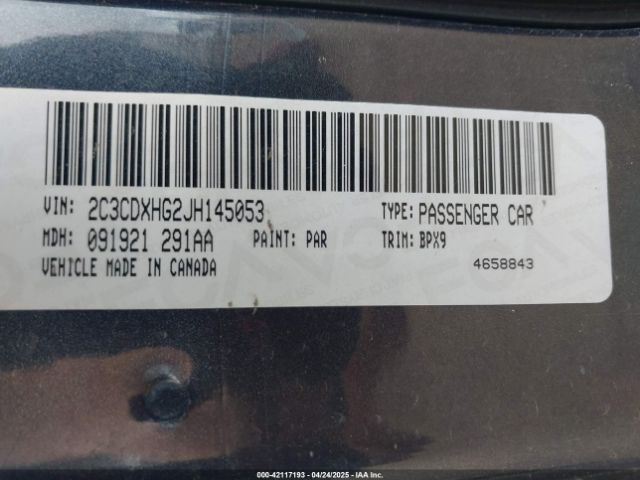 VIN: 2C3CDXHG2JH145053 TYPE: PASSENGER CAR
MDH: 091921 291AA PAINT: PAR TRIM: BPX9
VEHICLE MADE IN CANADA 4658843
000-42117193 - 04/24/2025 - IAAI, Inc.